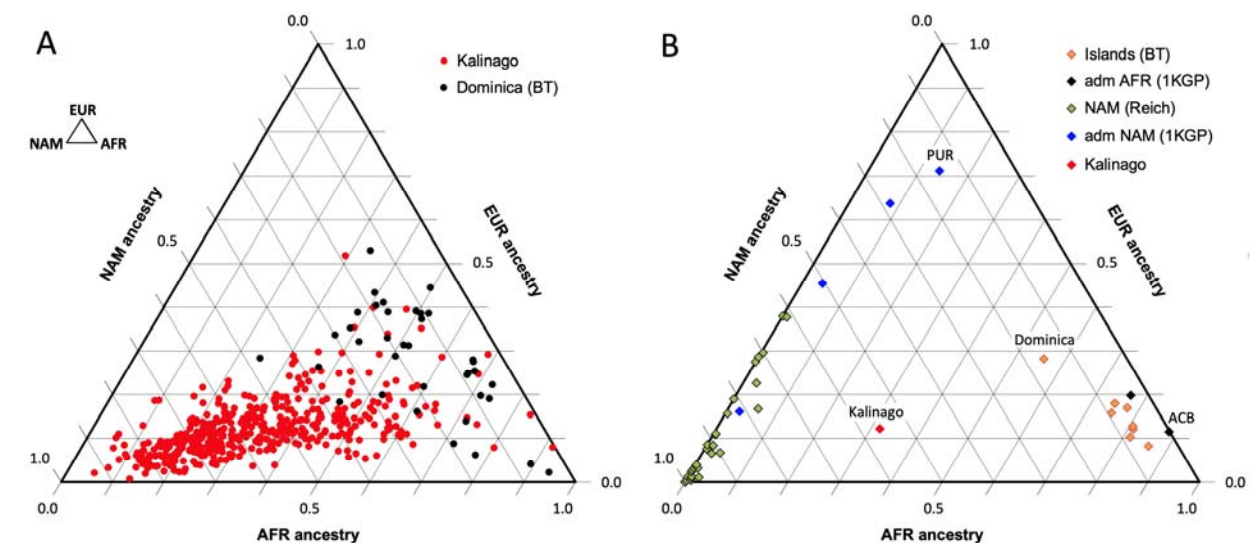 A
0.0
1.0
Kalinago
Dominica (BT)
EUR
NAM AFR
NAM ancestry
0.5
EUR ancestry
0.5
1.0
0.0
0.0
0.5
1.0
AFR ancestry
B
0.0
1.0
Islands (BT)
adm AFR (1KGP)
NAM (Reich)
adm NAM (1KGP)
Kalinago
PUR
NAM ancestry
0.5
EUR ancestry
0.5
Dominica
Kalinago
ACB
1.0
0.0
0.0
0.5
1.0
AFR ancestry